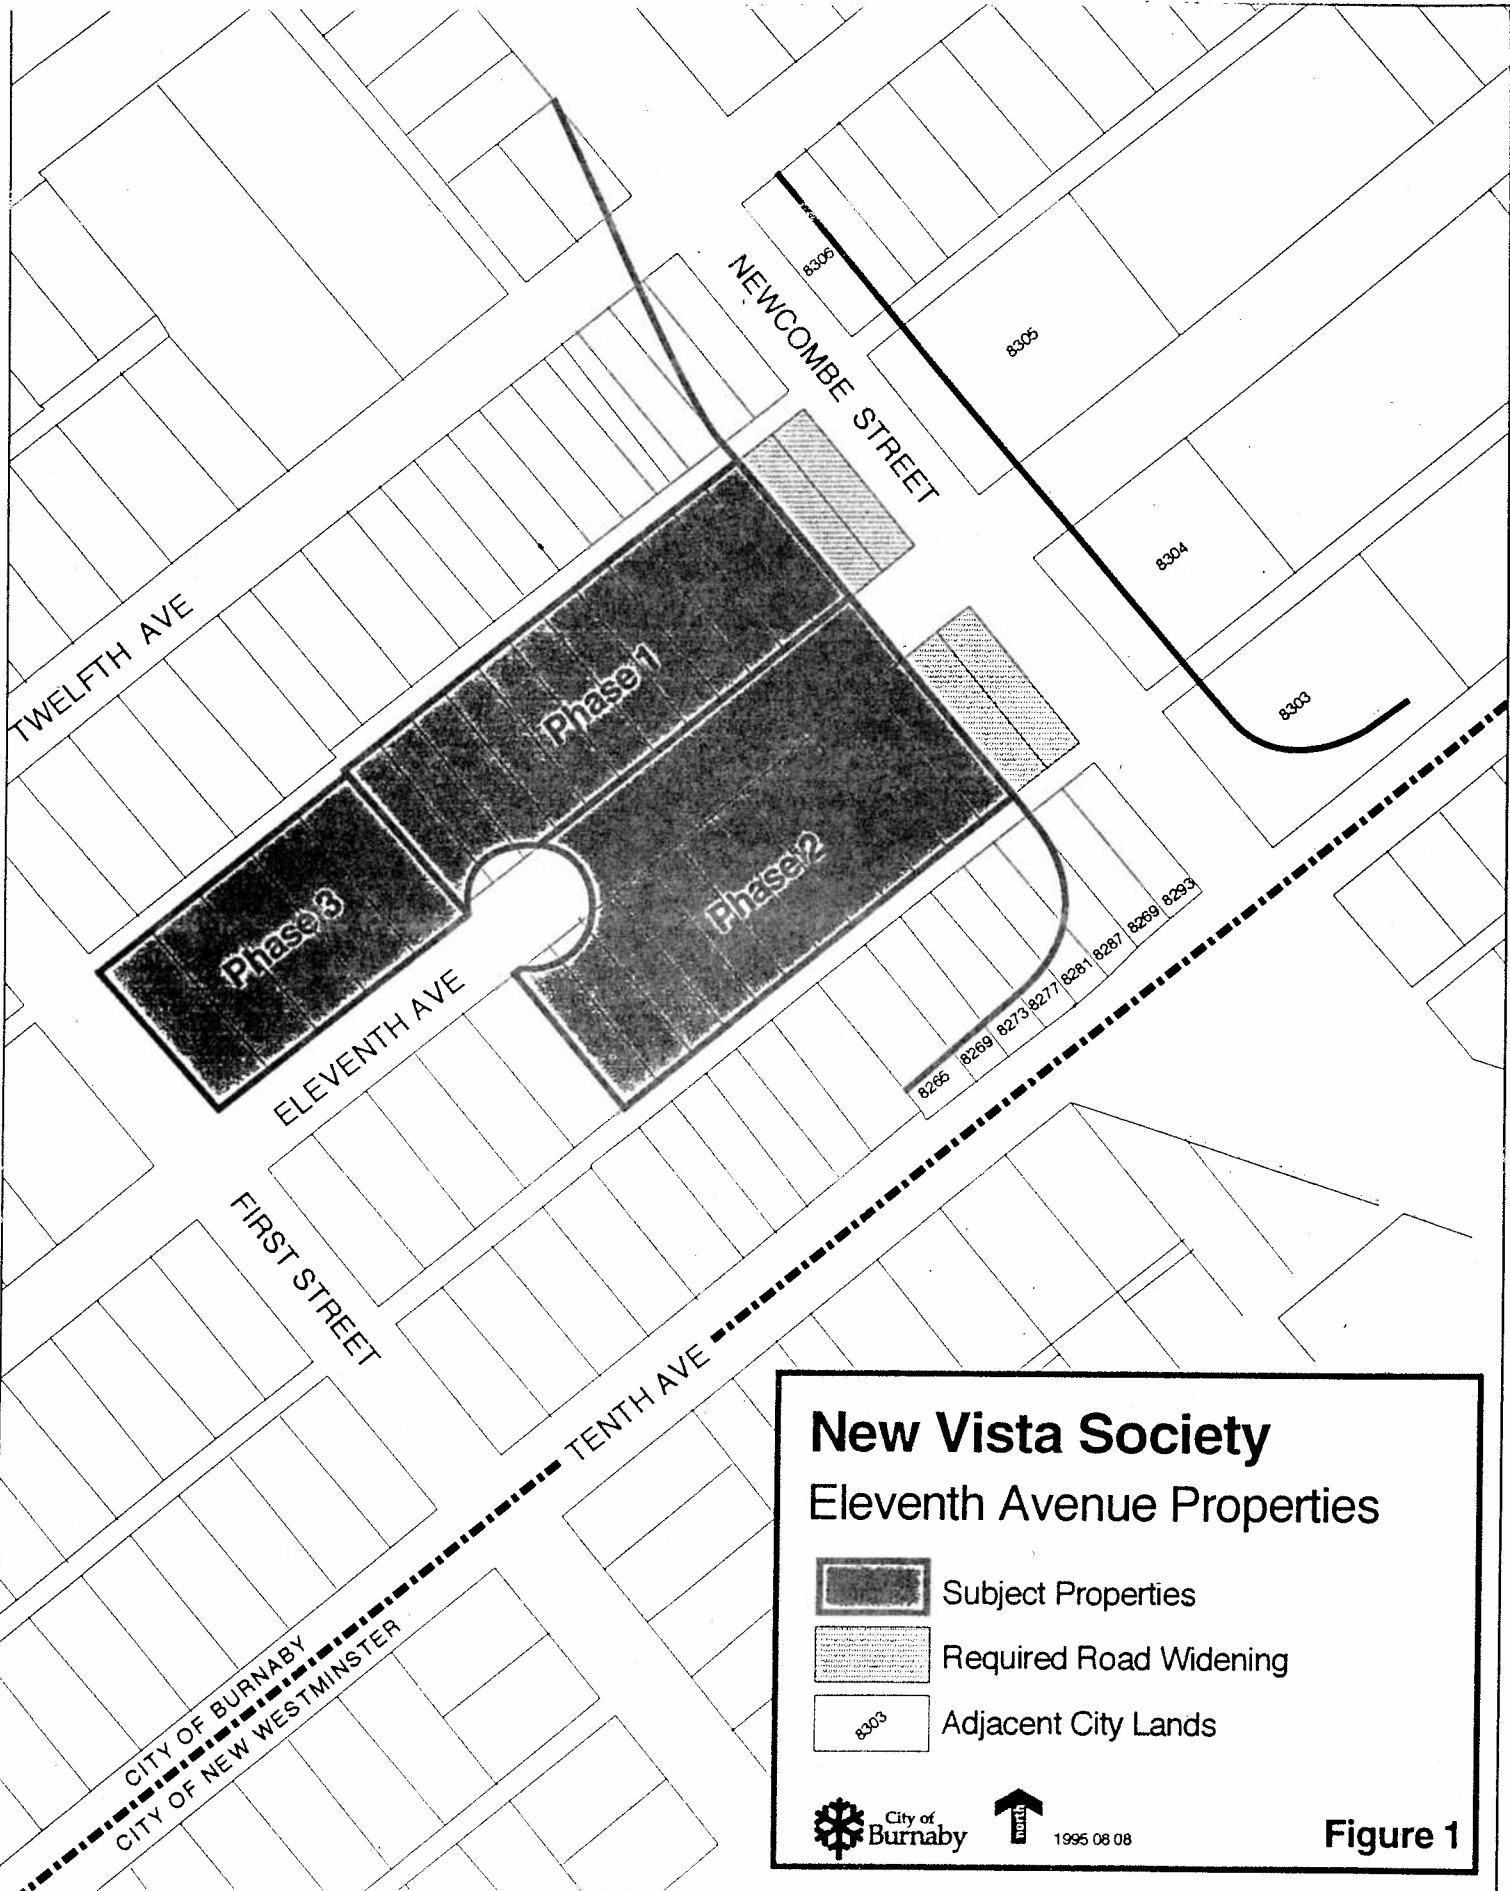 NEWCOMBE STREET
8306
8305
8304
8303
TWELFTH AVE
Phase 1
Phase 2
Phase 3
ELEVENTH AVE
8265
8269
8273
8277
8281
8287
8269
8293
FIRST STREET
TENTH AVE
CITY OF BURNABY
CITY OF NEW WESTMINSTER
New Vista Society
Eleventh Avenue Properties
Subject Properties
Required Road Widening
8303
Adjacent City Lands
City of
Burnaby
north
1995 08 08
Figure 1